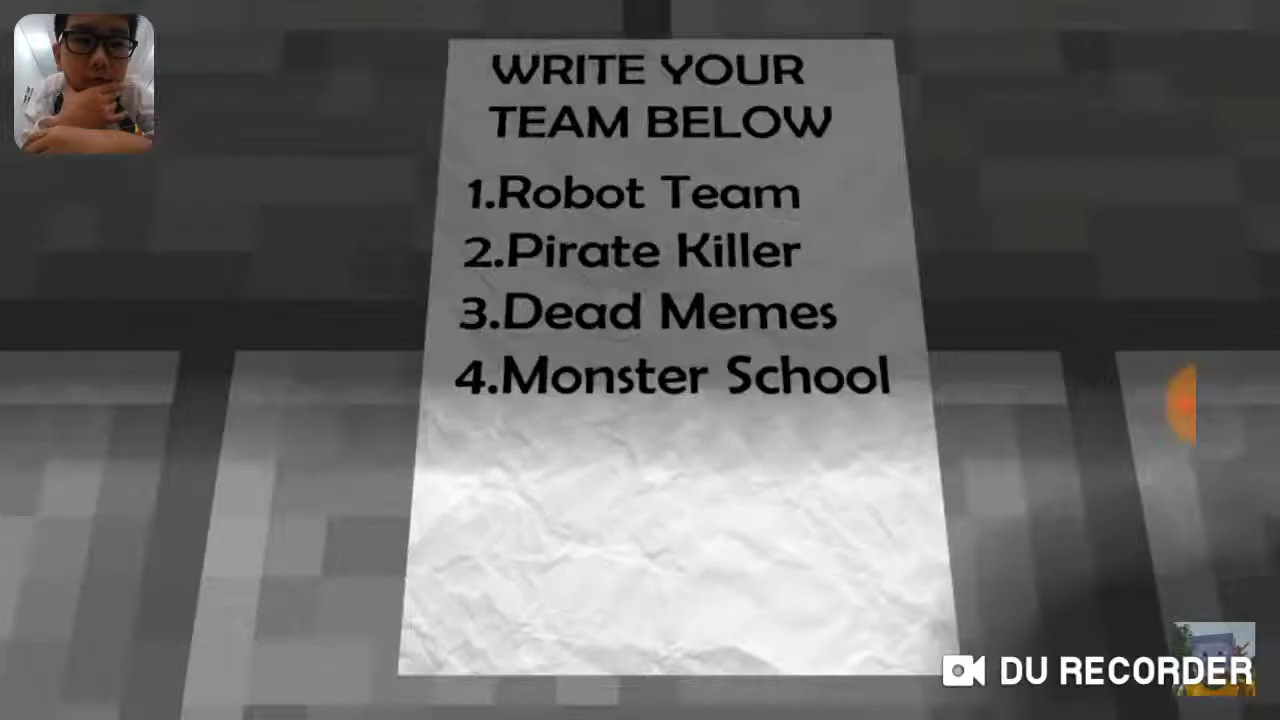 WRITE YOUR
TEAM BELOW
1.Robot Team
2.Pirate Killer
3.Dead Memes
4.Monster School
DU RECORDER